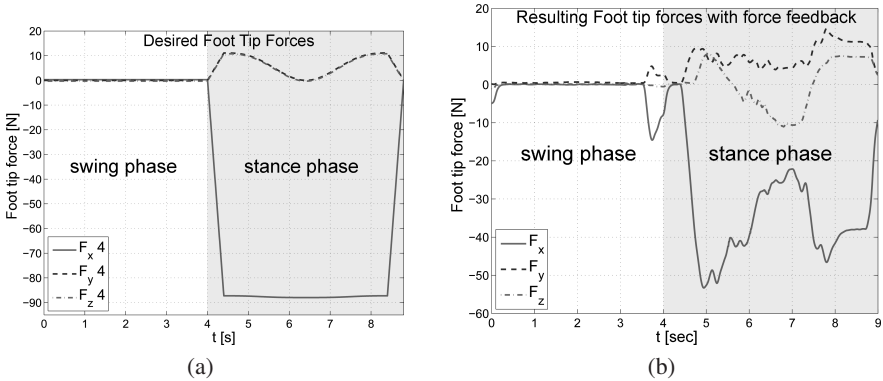 Desired Foot Tip Forces
20
10
0
−10
−20
−30
−40
−50
−60
−70
−80
−90
Foot tip force [N]
swing phase
stance phase
F_x 4
F_y 4
F_z 4
0 1 2 3 4 5 6 7 8
t [s]
(a)
Resulting Foot tip forces with force feedback
20
10
0
−10
−20
−30
−40
−50
−60
Foot tip force [N]
swing phase
stance phase
F_x
F_y
F_z
0 1 2 3 4 5 6 7 8 9
t [sec]
(b)